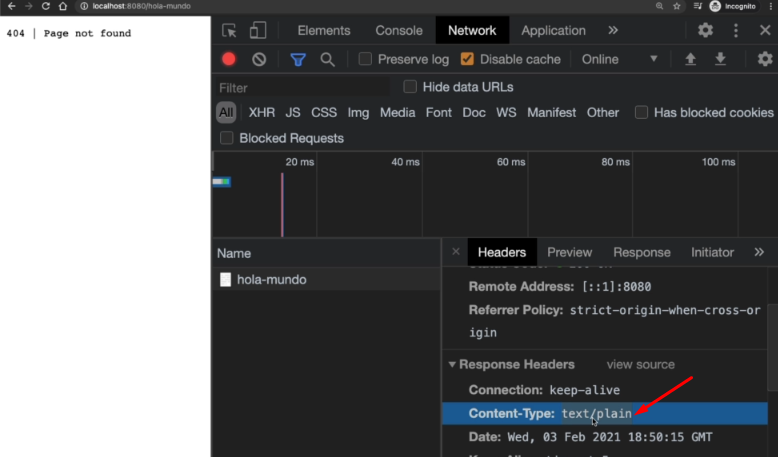 localhost:8080/hola-mundo
Incognito
404 | Page not found
Elements Console Network Application
Preserve log Disable cache Online
Filter Hide data URLs
All XHR JS CSS Img Media Font Doc WS Manifest Other Has blocked cookies
Blocked Requests
20 ms 40 ms 60 ms 80 ms 100 ms
Name
hola-mundo
Headers Preview Response Initiator
Remote Address: [::1]:8080
Referrer Policy: strict-origin-when-cross-or
igin
Response Headers view source
Connection: keep-alive
Content-Type: text/plain
Date: Wed, 03 Feb 2021 18:50:15 GMT